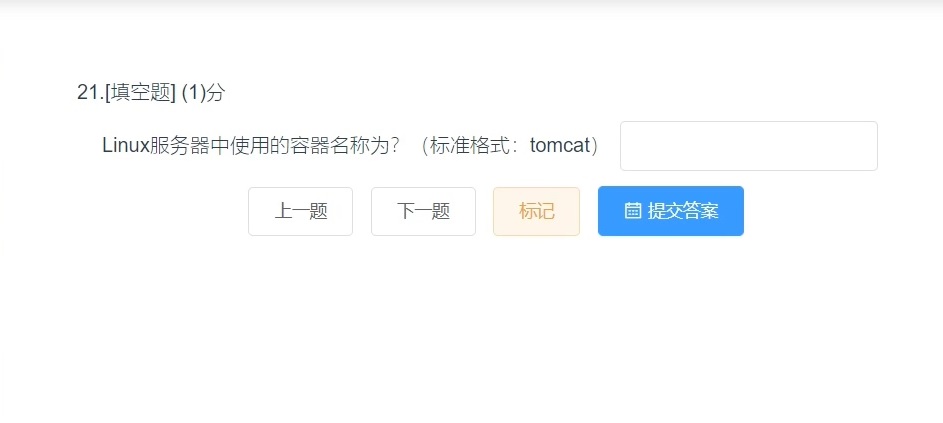 21.[填空题] (1)分
Linux服务器中使用的容器名称为？（标准格式：tomcat）
上一题 下一题 标记 提交答案